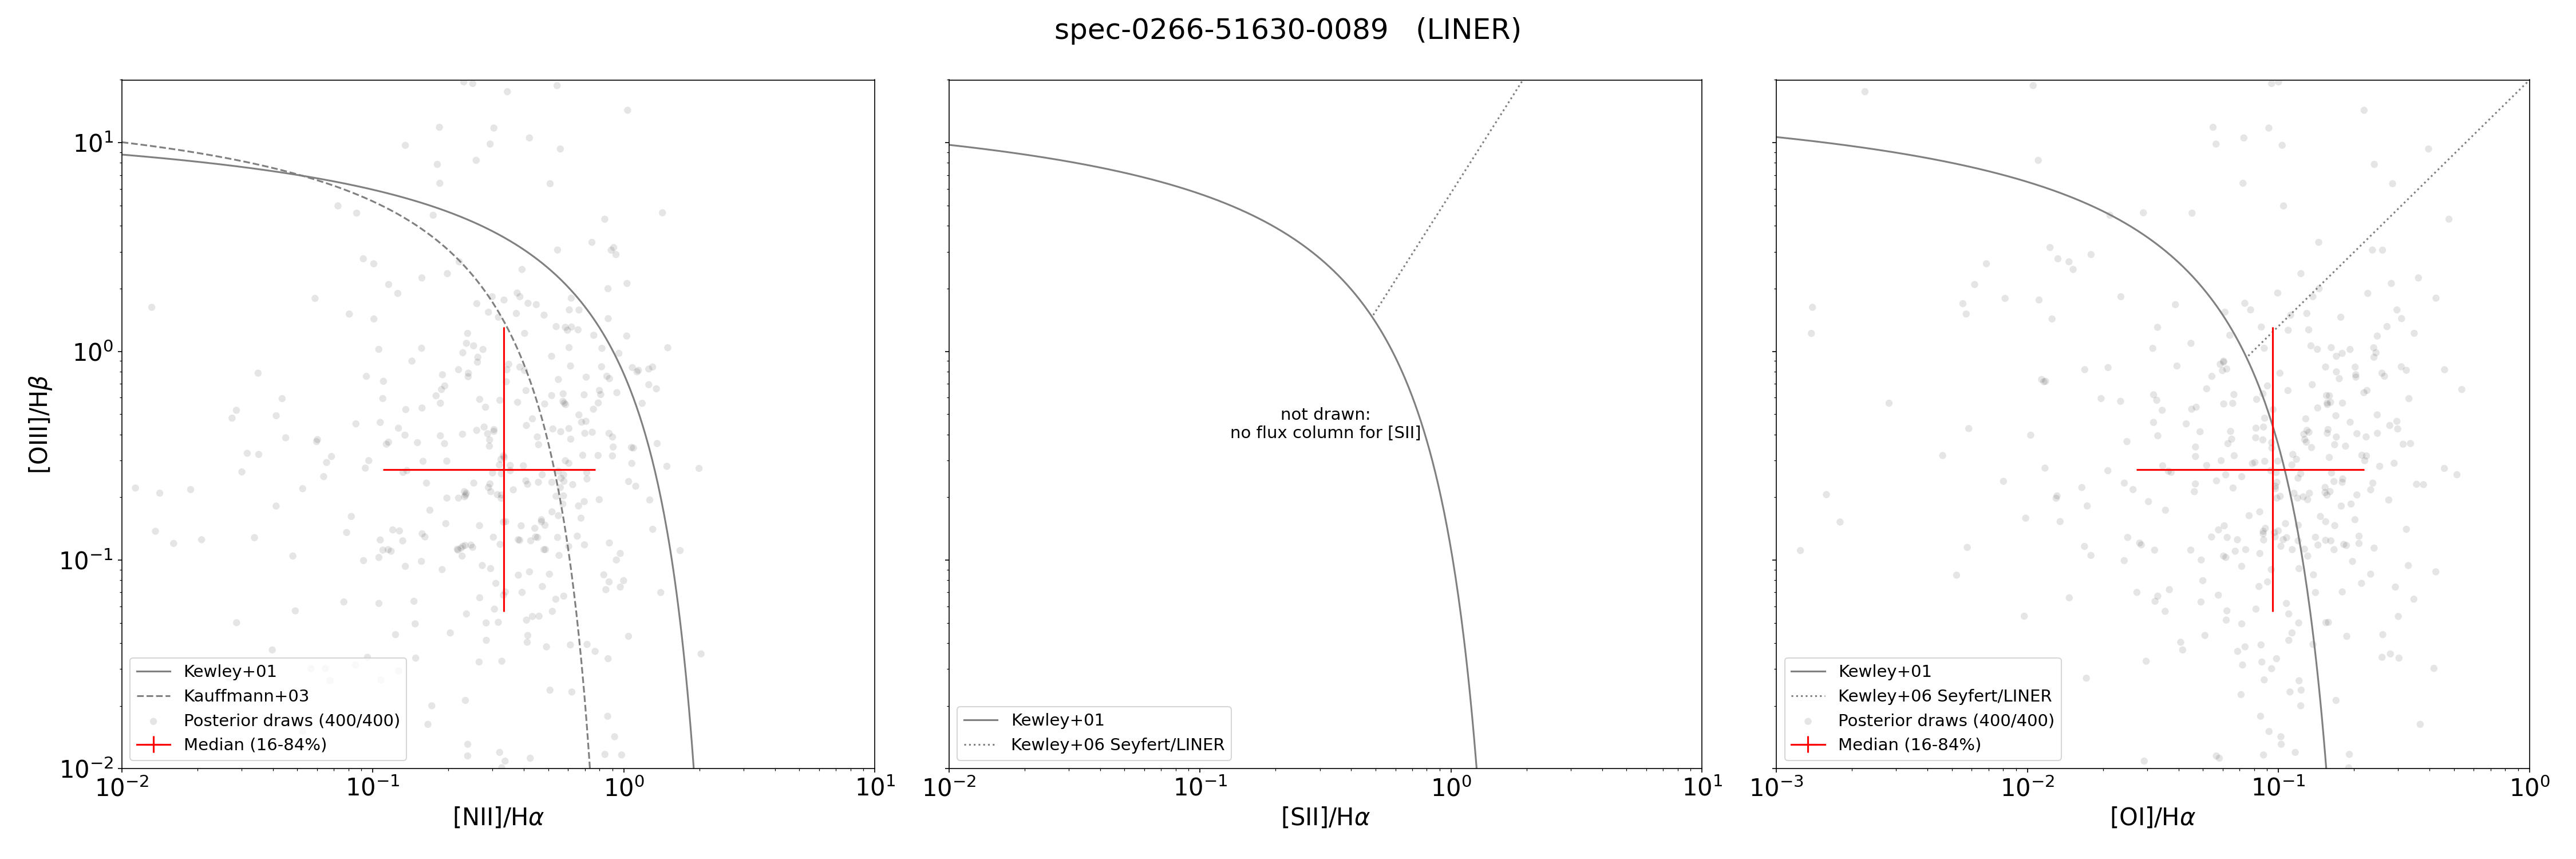 spec-0266-51630-0089 (LINER)
[OIII]/Hβ
10^1
10^0
10^-1
10^-2
Kewley+01
Kauffmann+03
Posterior draws (400/400)
Median (16-84%)
10^-2
10^-1
10^0
10^1
[NII]/Hα
not drawn:
no flux column for [SII]
Kewley+01
Kewley+06 Seyfert/LINER
10^-2
10^-1
10^0
10^1
[SII]/Hα
Kewley+01
Kewley+06 Seyfert/LINER
Posterior draws (400/400)
Median (16-84%)
10^-3
10^-2
10^-1
10^0
[OI]/Hα